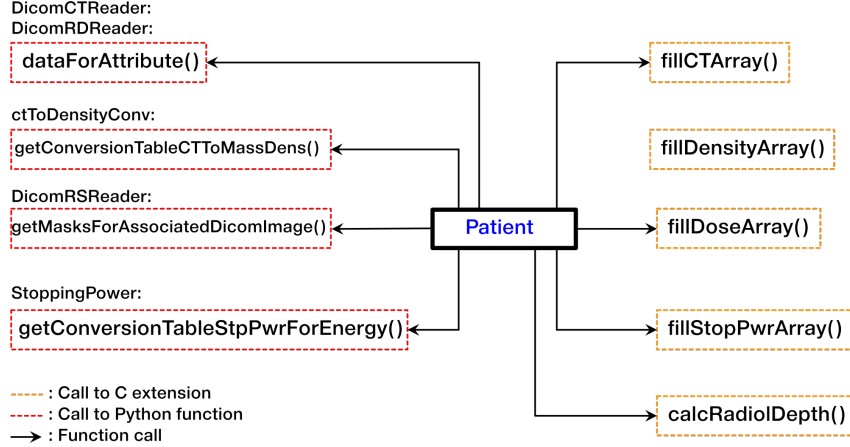 DicomCTReader:
DicomRDReader:
dataForAttribute()
ctToDensityConv:
getConversionTableCTToMassDens()
DicomRSReader:
getMasksForAssociatedDicomImage()
StoppingPower:
getConversionTableStpPwrForEnergy()
Patient
fillCTArray()
fillDensityArray()
fillDoseArray()
fillStopPwrArray()
calcRadiolDepth()
: Call to C extension
: Call to Python function
: Function call